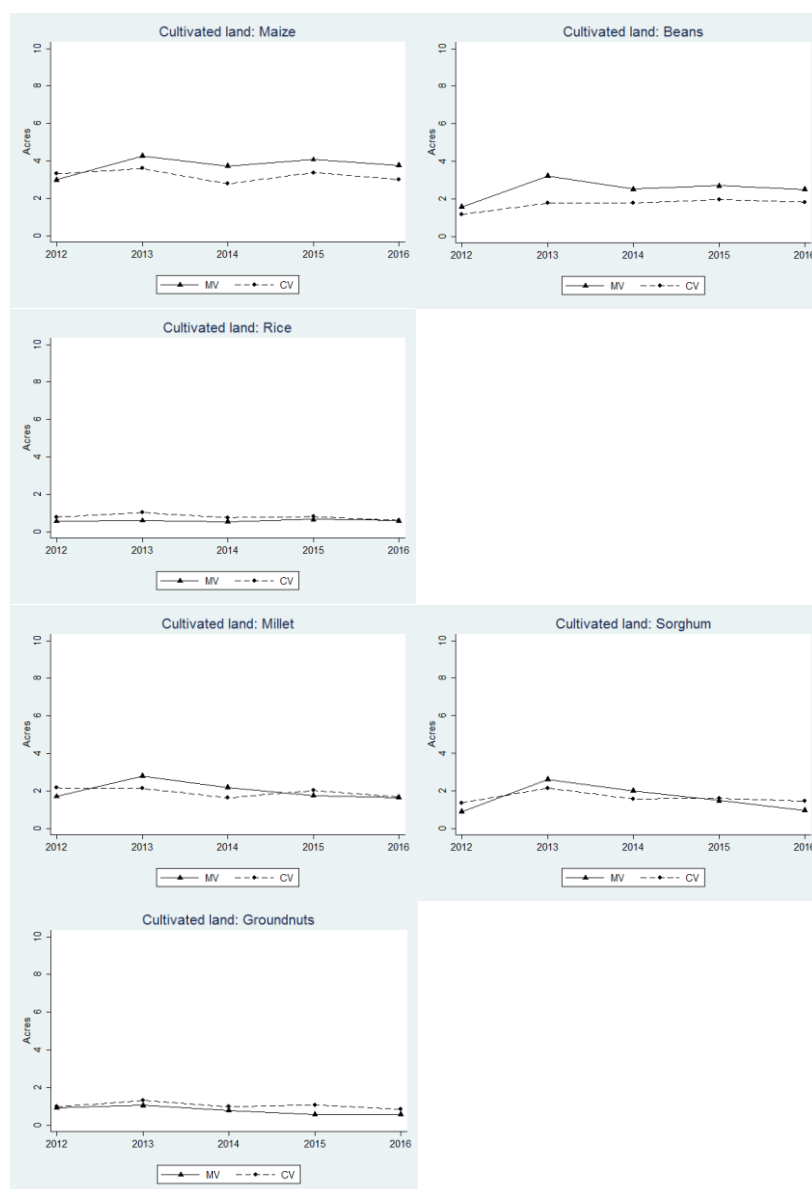 Cultivated land: Maize
Acres
10
8
6
4
2
0
2012 2013 2014 2015 2016
MV CV
Cultivated land: Beans
Acres
10
8
6
4
2
0
2012 2013 2014 2015 2016
MV CV
Cultivated land: Rice
Acres
10
8
6
4
2
0
2012 2013 2014 2015 2016
MV CV
Cultivated land: Millet
Acres
10
8
6
4
2
0
2012 2013 2014 2015 2016
MV CV
Cultivated land: Sorghum
Acres
10
8
6
4
2
0
2012 2013 2014 2015 2016
MV CV
Cultivated land: Groundnuts
Acres
10
8
6
4
2
0
2012 2013 2014 2015 2016
MV CV